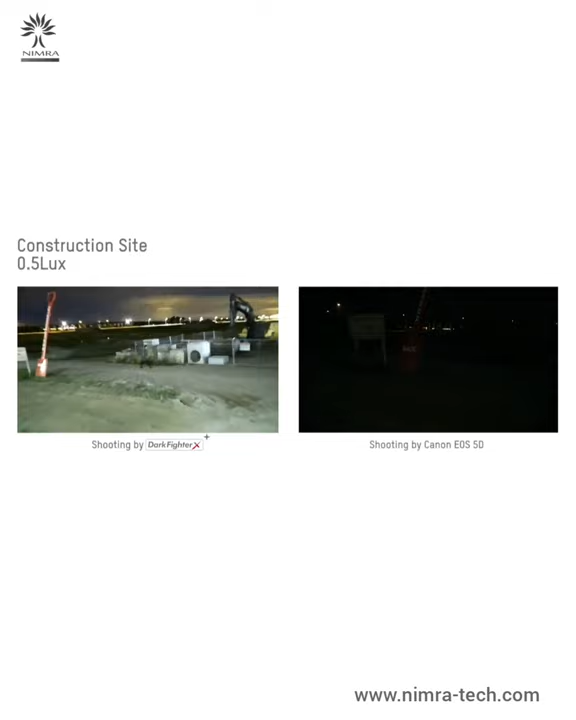 NIMRA
Construction Site
0.5Lux
Shooting by DarkFighterX
Shooting by Canon EOS 5D
www.nimra-tech.com